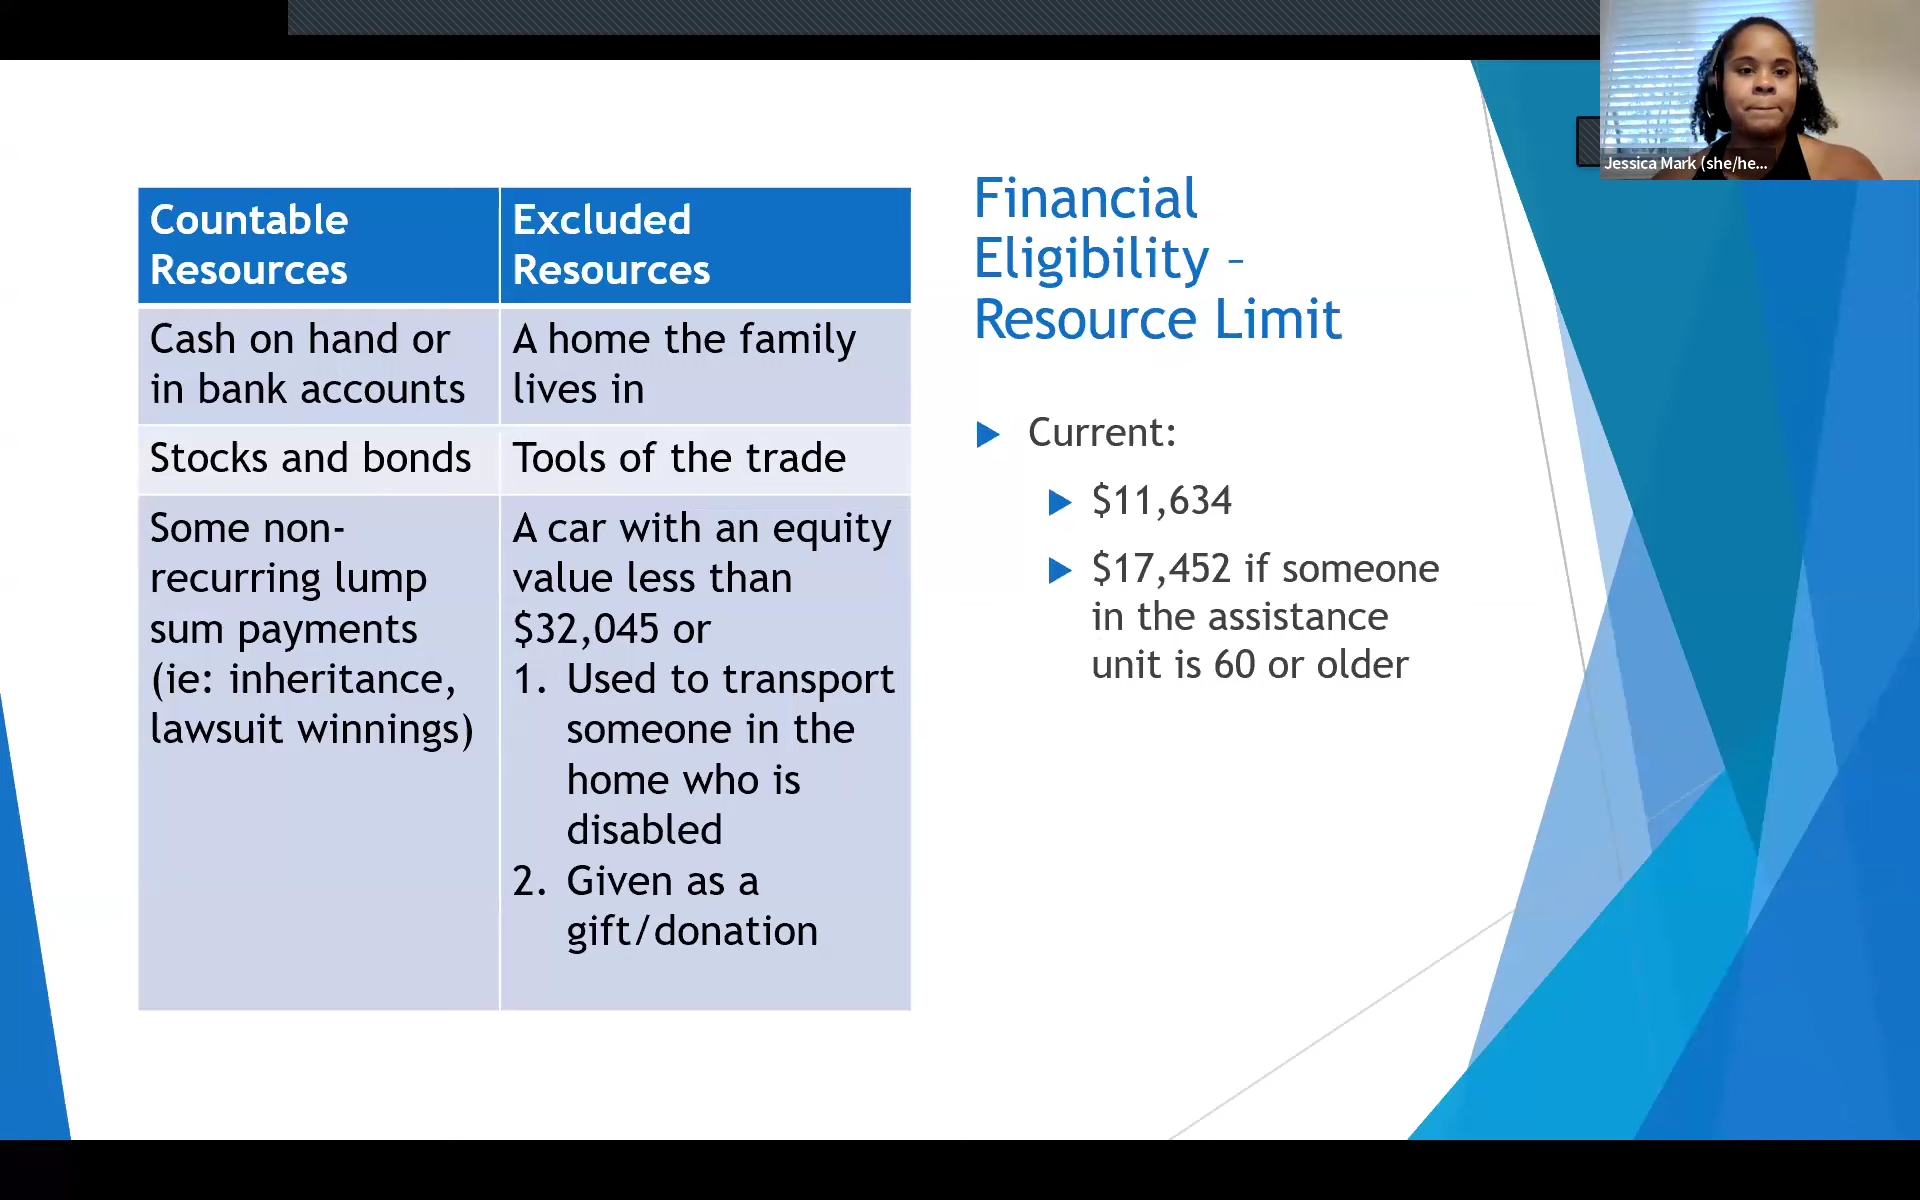 Jessica Mark (she/he...
Countable
Resources
Excluded
Resources
Cash on hand or
in bank accounts
A home the family
lives in
Stocks and bonds
Tools of the trade
Some non-
recurring lump
sum payments
(ie: inheritance,
lawsuit winnings)
A car with an equity
value less than
$32,045 or
1. Used to transport
someone in the
home who is
disabled
2. Given as a
gift/donation
Financial
Eligibility –
Resource Limit
Current:
$11,634
$17,452 if someone
in the assistance
unit is 60 or older